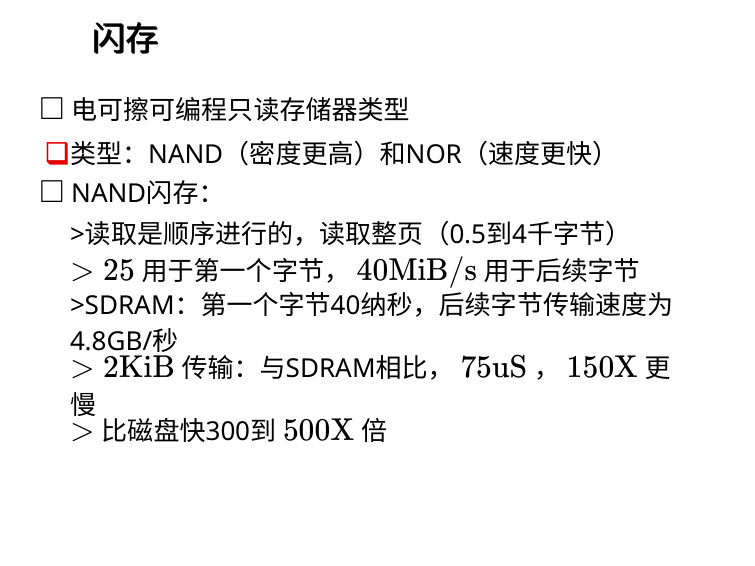 闪存
□ 电可擦可编程只读存储器类型
❑类型：NAND（密度更高）和NOR（速度更快）
□ NAND闪存：
>读取是顺序进行的，读取整页（0.5到4千字节）
> 25 用于第一个字节， 40MiB/s 用于后续字节
>SDRAM：第一个字节40纳秒，后续字节传输速度为
4.8GB/秒
> 2KiB 传输：与SDRAM相比， 75uS ， 150X 更
慢
> 比磁盘快300到 500X 倍